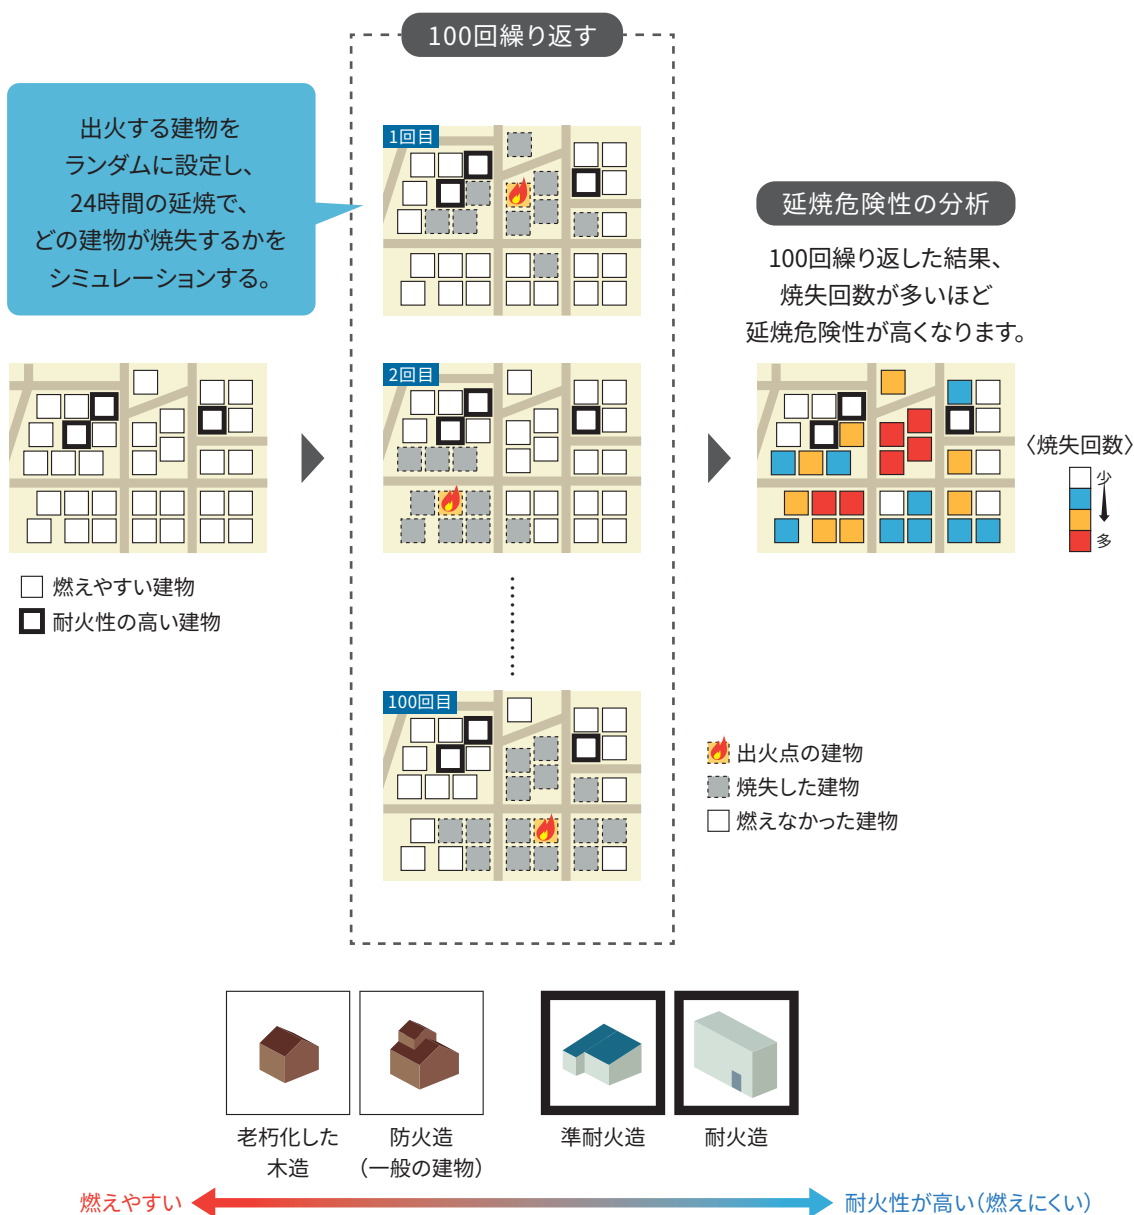 100回繰り返す
出火する建物を
ランダムに設定し、
24時間の延焼で、
どの建物が焼失するかを
シミュレーションする。
1回目
延焼危険性の分析
100回繰り返した結果、
焼失回数が多いほど
延焼危険性が高くなります。
2回目
〈焼失回数〉
少
多
燃えやすい建物
耐火性の高い建物
100回目
出火点の建物
焼失した建物
燃えなかった建物
老朽化した
木造
防火造
（一般の建物）
準耐火造
耐火造
燃えやすい
耐火性が高い（燃えにくい）